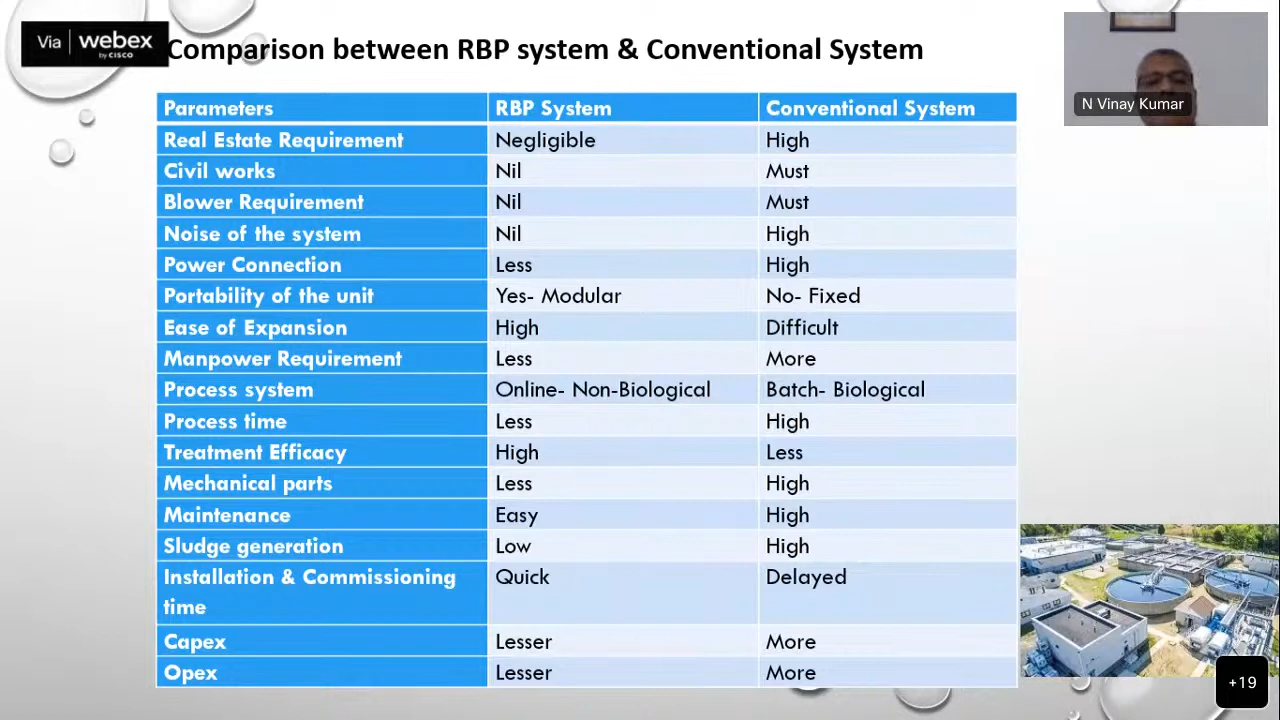 Via webex
by CISCO
Comparison between RBP system & Conventional System
N Vinay Kumar
Parameters RBP System Conventional System
Real Estate Requirement Negligible High
Civil works Nil Must
Blower Requirement Nil Must
Noise of the system Nil High
Power Connection Less High
Portability of the unit Yes- Modular No- Fixed
Ease of Expansion High Difficult
Manpower Requirement Less More
Process system Online- Non-Biological Batch- Biological
Process time Less High
Treatment Efficacy High Less
Mechanical parts Less High
Maintenance Easy High
Sludge generation Low High
Installation & Commissioning Quick Delayed
time
Capex Lesser More
Opex Lesser More
+19